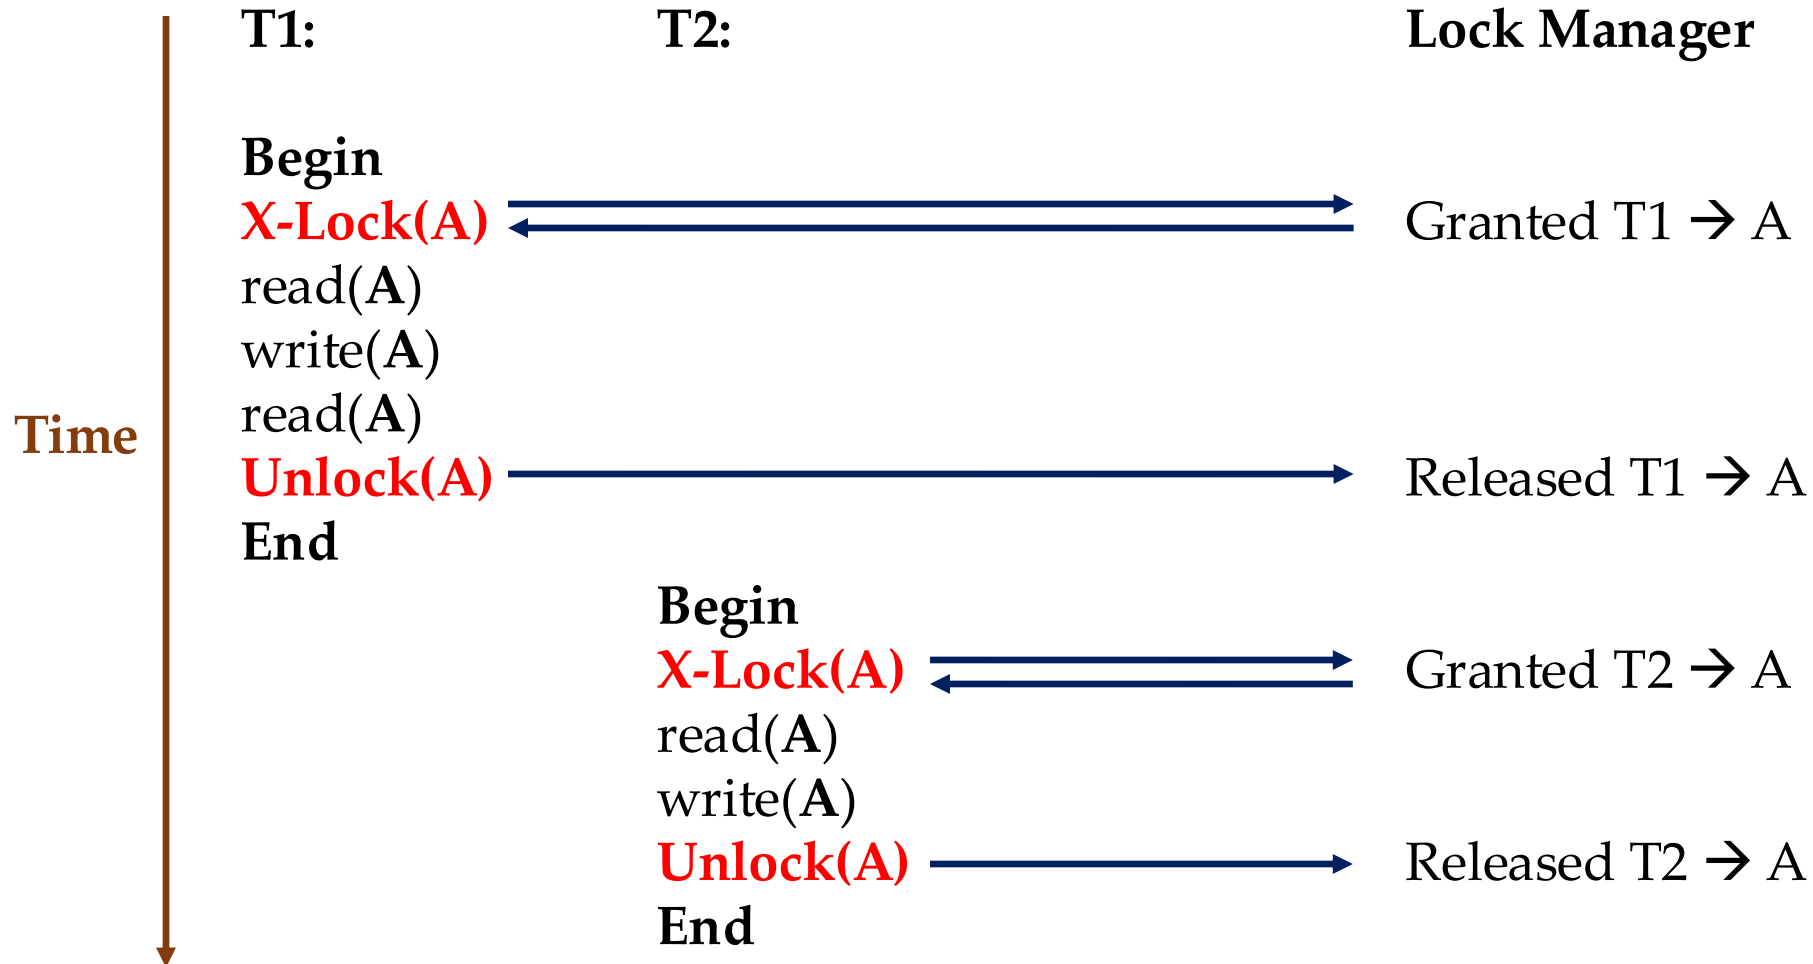 T1: T2: Lock Manager
Begin
X-Lock(A) Granted T1 → A
read(A)
write(A)
read(A)
Time
Unlock(A) Released T1 → A
End
Begin
X-Lock(A) Granted T2 → A
read(A)
write(A)
Unlock(A) Released T2 → A
End